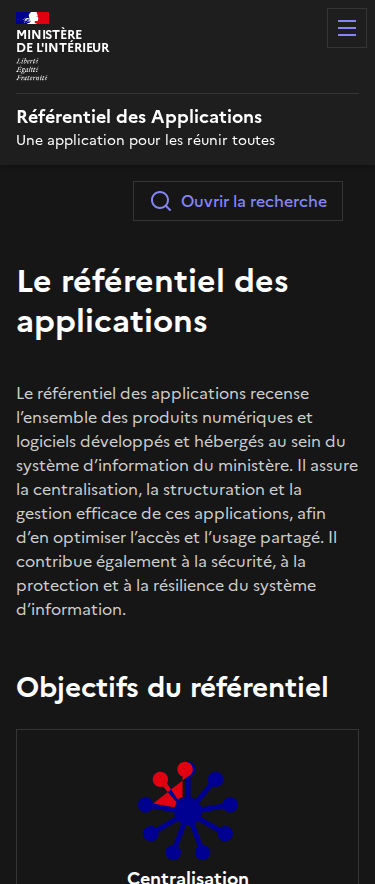 MINISTÈRE
DE L'INTÉRIEUR
Liberté
Égalité
Fraternité
Référentiel des Applications
Une application pour les réunir toutes
Ouvrir la recherche
Le référentiel des
applications
Le référentiel des applications recense
l’ensemble des produits numériques et
logiciels développés et hébergés au sein du
système d’information du ministère. Il assure
la centralisation, la structuration et la
gestion efficace de ces applications, afin
d’en optimiser l’accès et l’usage partagé. Il
contribue également à la sécurité, à la
protection et à la résilience du système
d’information.
Objectifs du référentiel
Centralisation